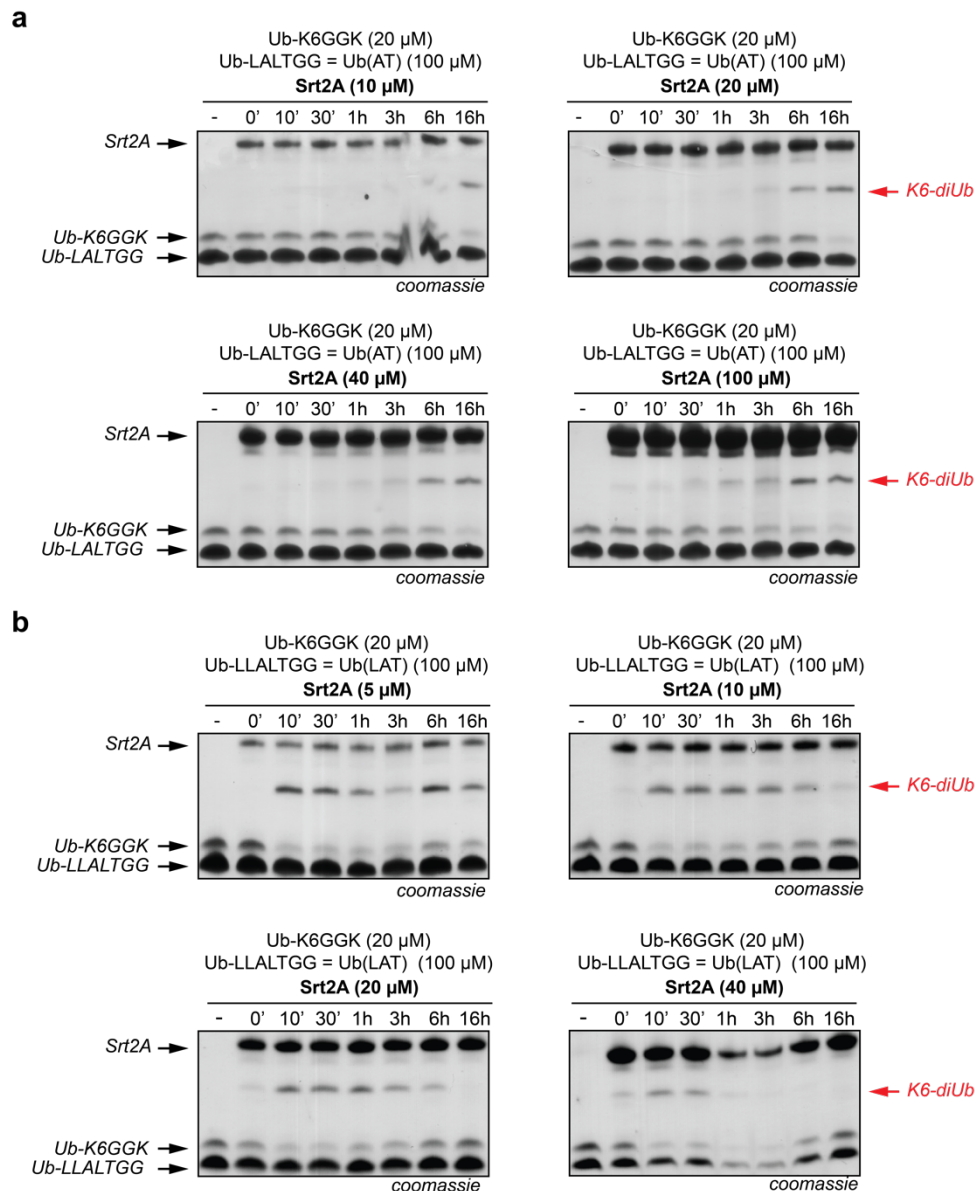 a
Ub-K6GGK (20 µM)
Ub-LALTGG = Ub(AT) (100 µM)
Srt2A (10 µM)
- 0’ 10’ 30’ 1h 3h 6h 16h
Srt2A
Ub-K6GGK
Ub-LALTGG
coomassie
Ub-K6GGK (20 µM)
Ub-LALTGG = Ub(AT) (100 µM)
Srt2A (20 µM)
- 0’ 10’ 30’ 1h 3h 6h 16h
K6-diUb
coomassie
Ub-K6GGK (20 µM)
Ub-LALTGG = Ub(AT) (100 µM)
Srt2A (40 µM)
- 0’ 10’ 30’ 1h 3h 6h 16h
Srt2A
Ub-K6GGK
Ub-LALTGG
coomassie
Ub-K6GGK (20 µM)
Ub-LALTGG = Ub(AT) (100 µM)
Srt2A (100 µM)
- 0’ 10’ 30’ 1h 3h 6h 16h
K6-diUb
coomassie
b
Ub-K6GGK (20 µM)
Ub-LLALTGG = Ub(LAT) (100 µM)
Srt2A (5 µM)
- 0’ 10’ 30’ 1h 3h 6h 16h
Srt2A
Ub-K6GGK
Ub-LLALTGG
coomassie
Ub-K6GGK (20 µM)
Ub-LLALTGG = Ub(LAT) (100 µM)
Srt2A (10 µM)
- 0’ 10’ 30’ 1h 3h 6h 16h
K6-diUb
coomassie
Ub-K6GGK (20 µM)
Ub-LLALTGG = Ub(LAT) (100 µM)
Srt2A (20 µM)
- 0’ 10’ 30’ 1h 3h 6h 16h
Srt2A
Ub-K6GGK
Ub-LLALTGG
coomassie
Ub-K6GGK (20 µM)
Ub-LLALTGG = Ub(LAT) (100 µM)
Srt2A (40 µM)
- 0’ 10’ 30’ 1h 3h 6h 16h
K6-diUb
coomassie